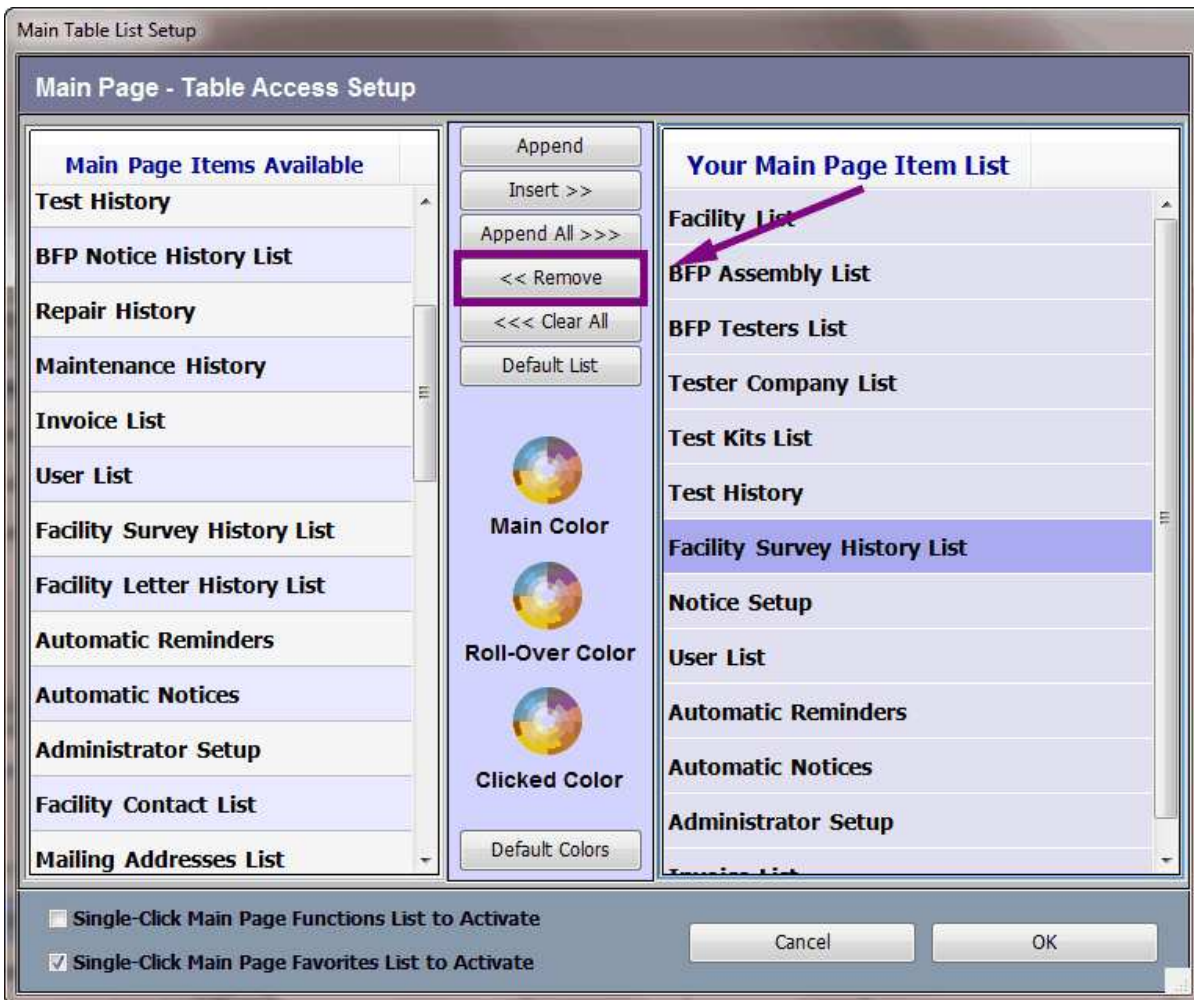 Main Table List Setup
Main Page - Table Access Setup
Main Page Items Available
Test History
BFP Notice History List
Repair History
Maintenance History
Invoice List
User List
Facility Survey History List
Facility Letter History List
Automatic Reminders
Automatic Notices
Administrator Setup
Facility Contact List
Mailing Addresses List
Append
Insert >>
Append All >>>
<< Remove
<<< Clear All
Default List
Main Color
Roll-Over Color
Clicked Color
Default Colors
Your Main Page Item List
Facility List
BFP Assembly List
BFP Testers List
Tester Company List
Test Kits List
Test History
Facility Survey History List
Notice Setup
User List
Automatic Reminders
Automatic Notices
Administrator Setup
Invoice List
Single-Click Main Page Functions List to Activate
Single-Click Main Page Favorites List to Activate
Cancel
OK